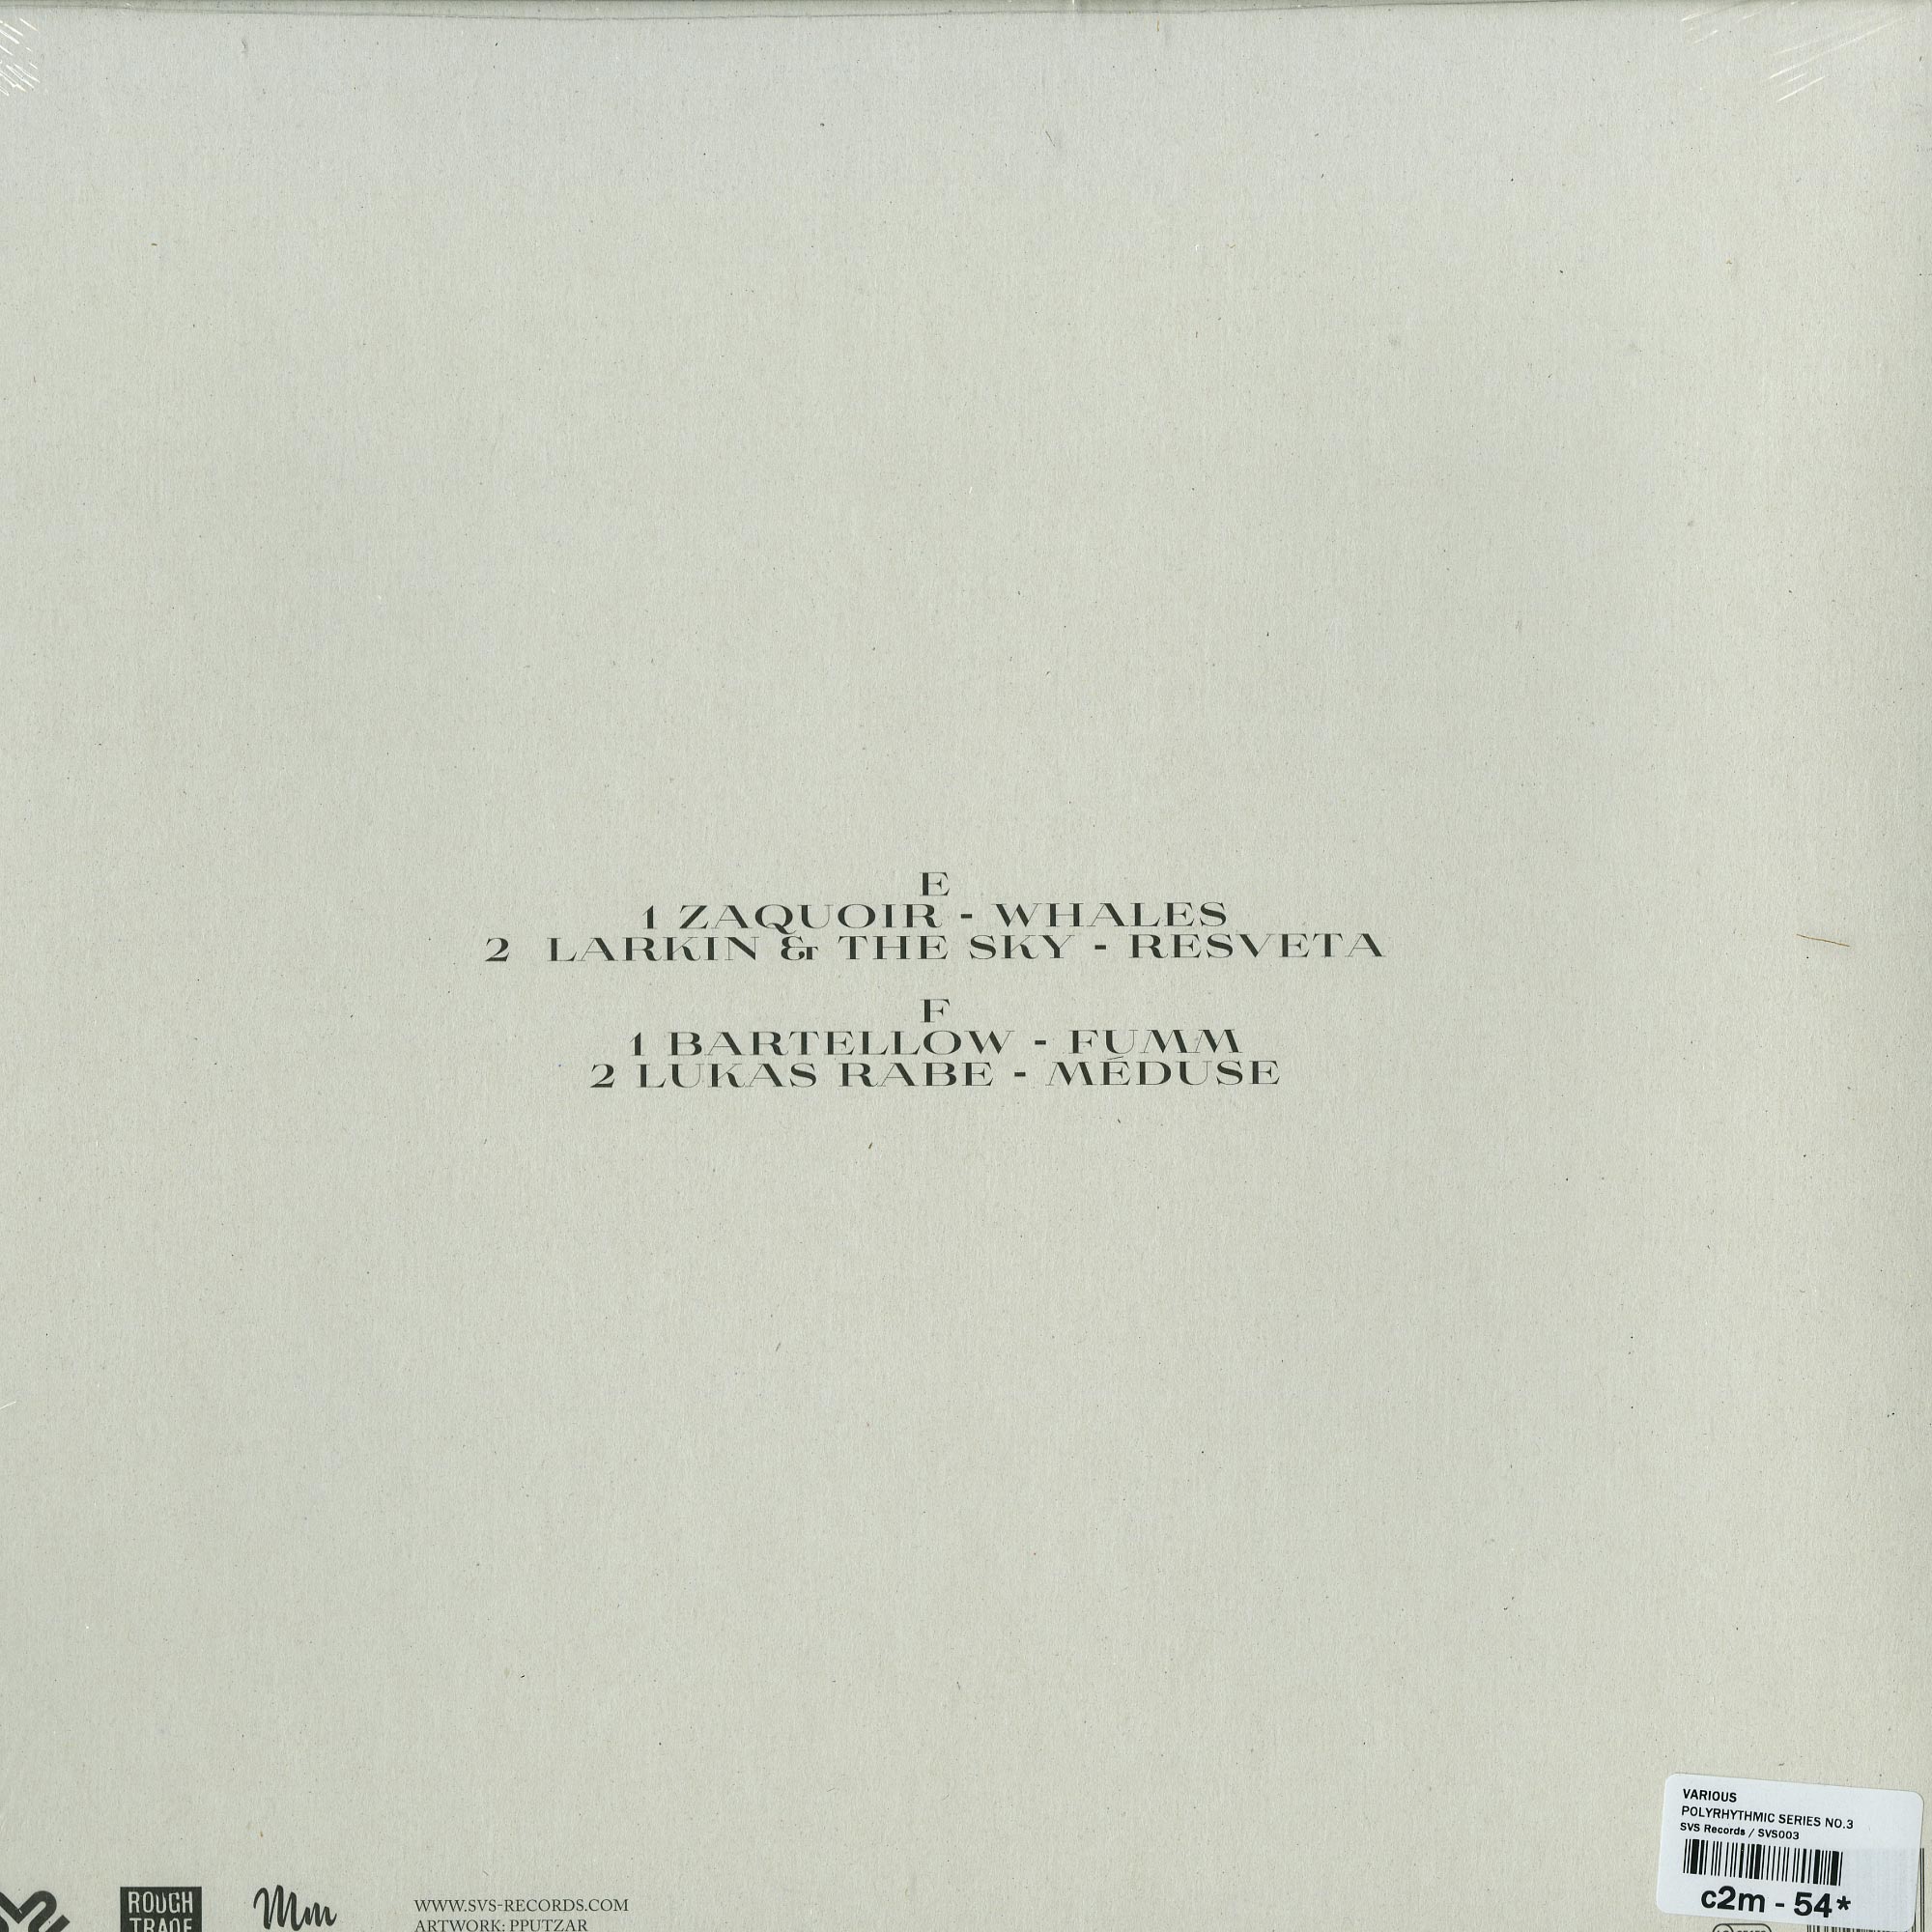 E
1 ZAQUOIR - WHALES
2 LARKIN & THE SKY - RESVETA
F
1 BARTELLOW - FUMM
2 LUKAS RABE - MÉDUSE
VARIOUS
POLYRHYTHMIC SERIES NO.3
SVS Records / SVS003
c2m - 54*
ROUGH
TRADE
Mm
WWW.SVS-RECORDS.COM
ARTWORK: PPUTZAR